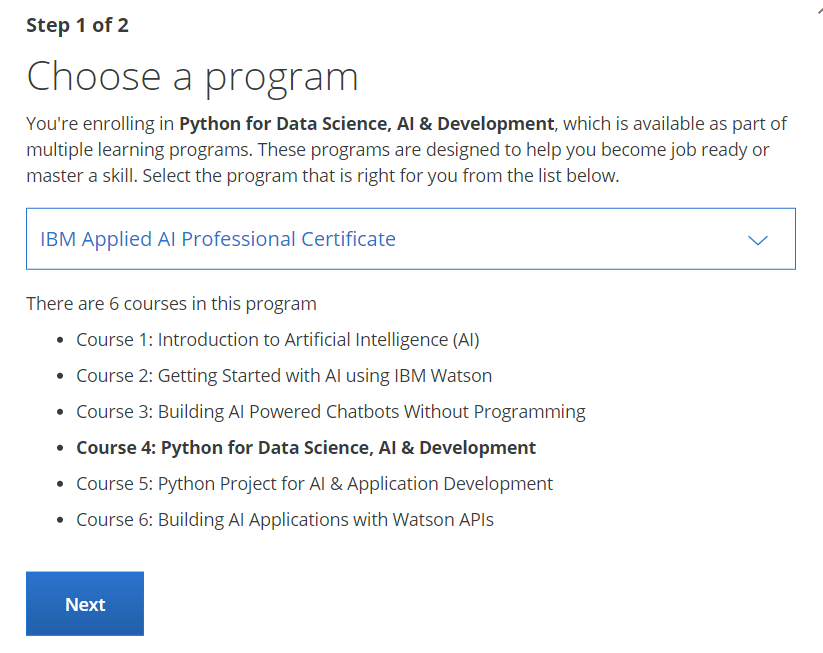 Step 1 of 2
Choose a program
You're enrolling in Python for Data Science, AI & Development, which is available as part of
multiple learning programs. These programs are designed to help you become job ready or
master a skill. Select the program that is right for you from the list below.
IBM Applied AI Professional Certificate
There are 6 courses in this program
• Course 1: Introduction to Artificial Intelligence (AI)
• Course 2: Getting Started with AI using IBM Watson
• Course 3: Building AI Powered Chatbots Without Programming
• Course 4: Python for Data Science, AI & Development
• Course 5: Python Project for AI & Application Development
• Course 6: Building AI Applications with Watson APIs
Next